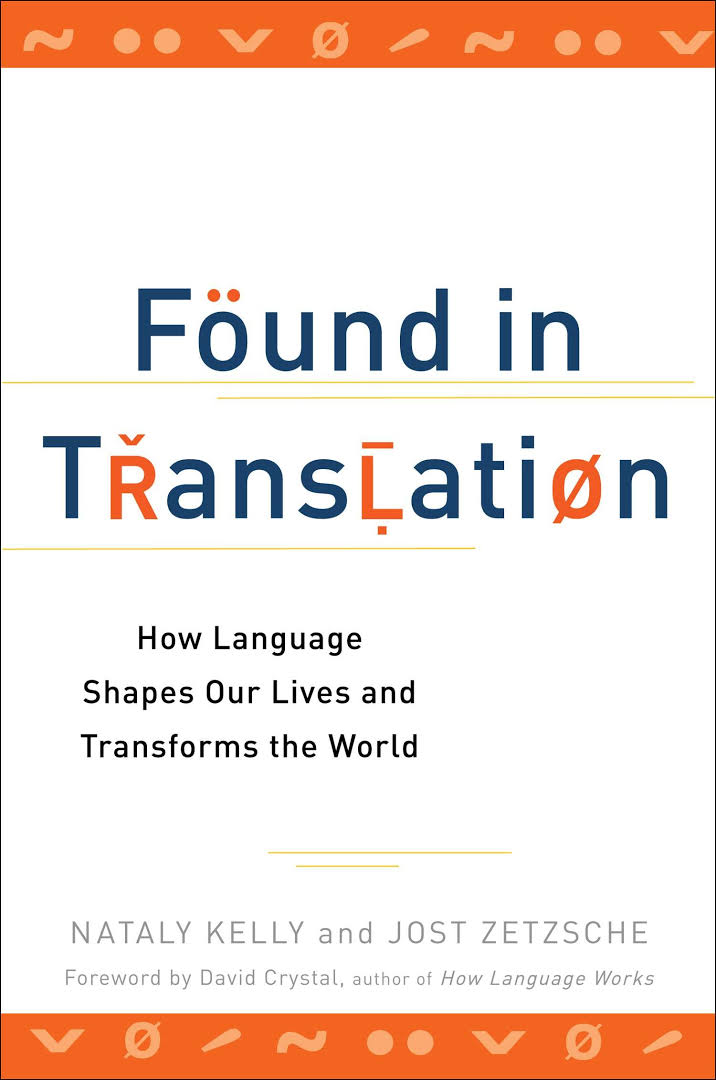 ~ ¨ ˇ Ø ´ ~ ¨ ˇ
Föund in
TŘansḸatiøn
How Language
Shapes Our Lives and
Transforms the World
NATALY KELLY and JOST ZETZSCHE
Foreword by David Crystal, author of How Language Works
ˇ Ø ´ ~ ¨ ˇ Ø ´